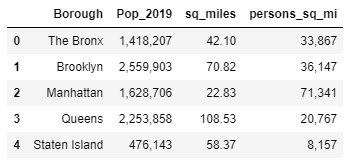 Borough Pop_2019 sq_miles persons_sq_mi
0 The Bronx 1,418,207 42.10 33,867
1 Brooklyn 2,559,903 70.82 36,147
2 Manhattan 1,628,706 22.83 71,341
3 Queens 2,253,858 108.53 20,767
4 Staten Island 476,143 58.37 8,157